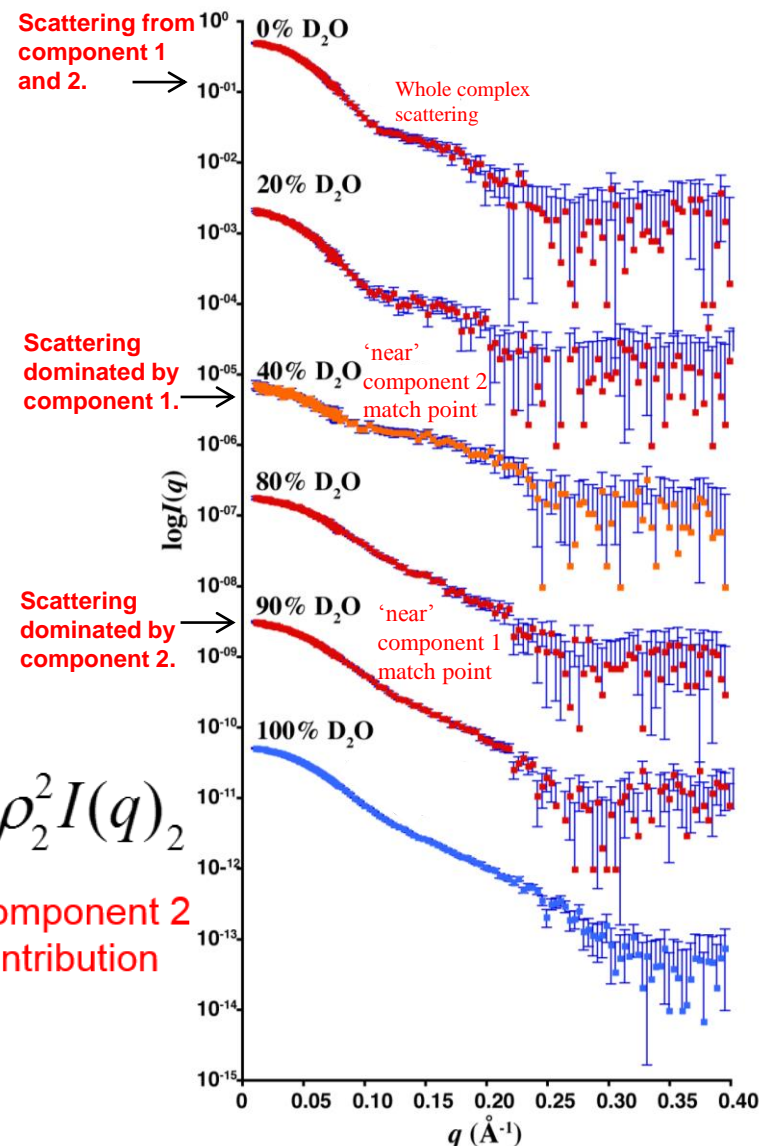 Scattering from
component 1
and 2.
10⁰
0% D₂O
Whole complex
scattering
10⁻⁰¹
10⁻⁰²
20% D₂O
10⁻⁰³
10⁻⁰⁴
Scattering
dominated by
component 1.
10⁻⁰⁵
40% D₂O
'near'
component 2
match point
10⁻⁰⁶
80% D₂O
10⁻⁰⁷
logI(q)
10⁻⁰⁸
Scattering
dominated by
component 2.
90% D₂O
'near'
component 1
match point
10⁻⁰⁹
10⁻¹⁰
100% D₂O
10⁻¹¹
ρ₂²I(q)₂
10⁻¹²
omponent 2
ntribution
10⁻¹³
10⁻¹⁴
10⁻¹⁵
0 0.05 0.10 0.15 0.20 0.25 0.30 0.35 0.40
q (Å⁻¹)